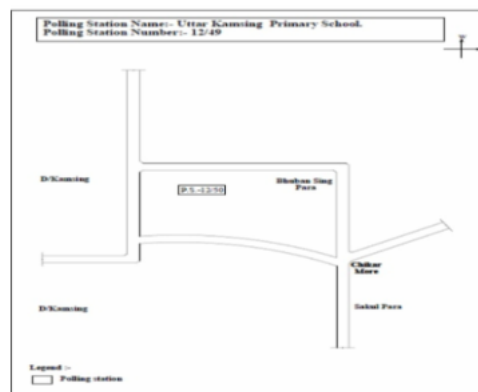 Polling Station Name:- Uttar Kamsing Primary School.
Polling Station Number:- 12/49
N
D/Kamsing
P.S.-12/50
Bhuban Sing
Para
Chikar
More
D/Kamsing
Sahul Para
Legend :-
Polling station